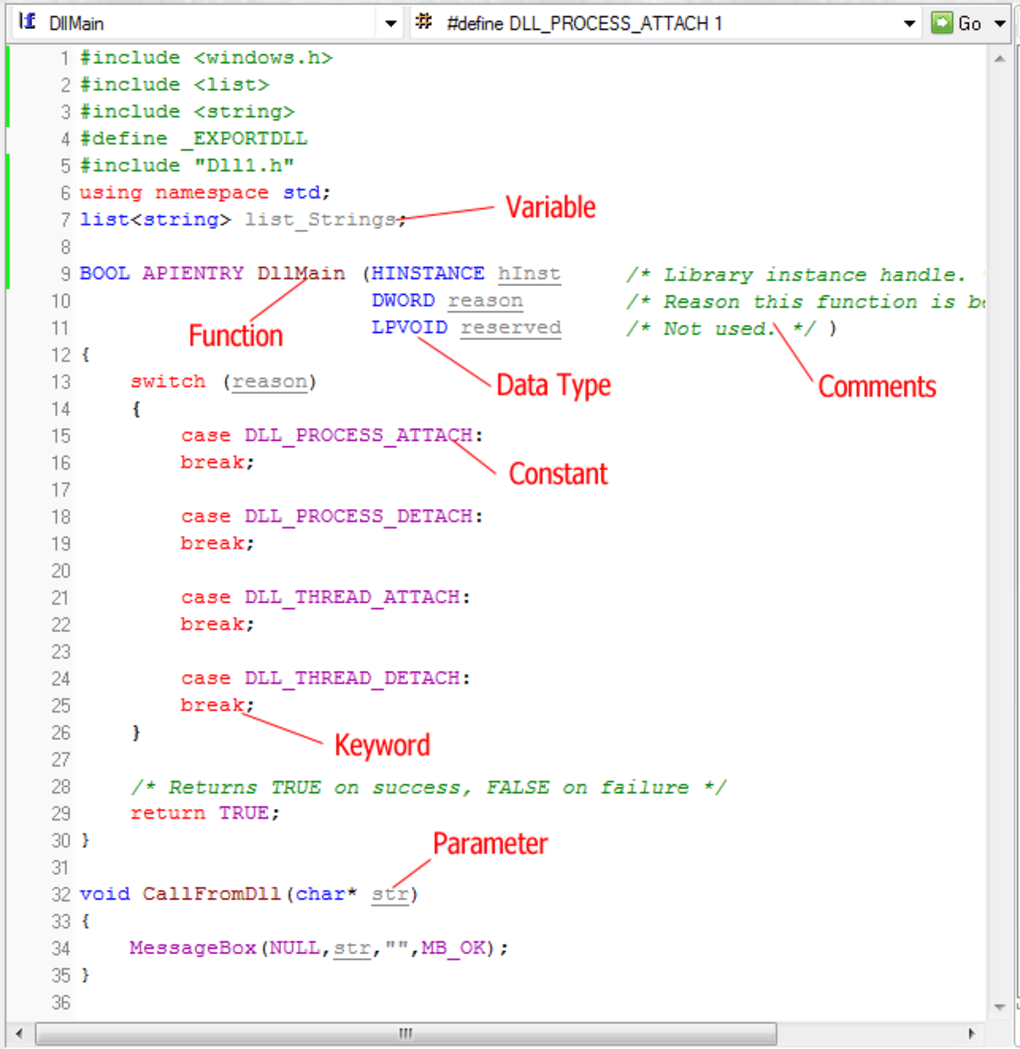 DllMain #define DLL_PROCESS_ATTACH 1 Go
1 #include <windows.h>
2 #include <list>
3 #include <string>
4 #define _EXPORTDLL
5 #include "Dll1.h"
6 using namespace std;
7 list<string> list_Strings; Variable
8
9 BOOL APIENTRY DllMain (HINSTANCE hInst /* Library instance handle.
10 DWORD reason /* Reason this function is be
11 LPVOID reserved /* Not used. */ )
Function
12 {
13 switch (reason) Data Type Comments
14 {
15 case DLL_PROCESS_ATTACH:
16 break; Constant
17
18 case DLL_PROCESS_DETACH:
19 break;
20
21 case DLL_THREAD_ATTACH:
22 break;
23
24 case DLL_THREAD_DETACH:
25 break;
26 } Keyword
27
28 /* Returns TRUE on success, FALSE on failure */
29 return TRUE;
30 } Parameter
31
32 void CallFromDll(char* str)
33 {
34 MessageBox(NULL,str,"",MB_OK);
35 }
36